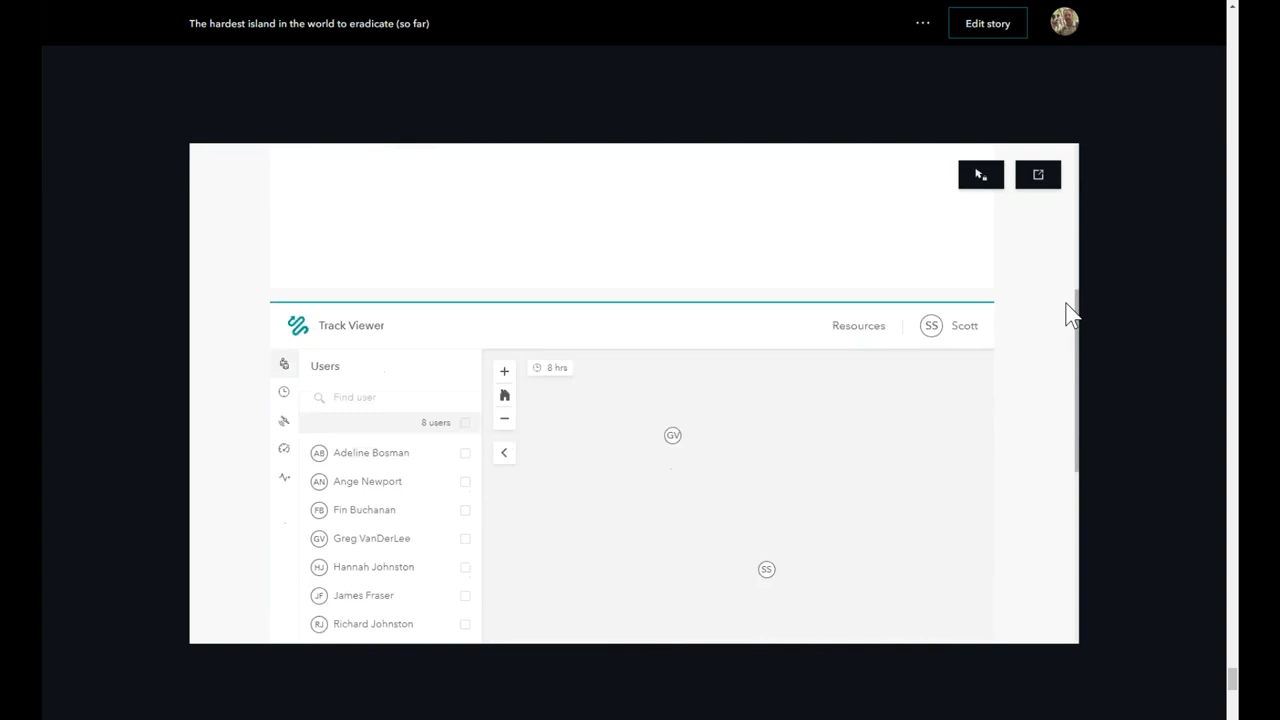 The hardest island in the world to eradicate (so far)
Edit story
Track Viewer
Resources
SS Scott
Users
8 hrs
Find user
8 users
GV
AB Adeline Bosman
AN Ange Newport
FB Fin Buchanan
GV Greg VanDerLee
HJ Hannah Johnston
SS
JF James Fraser
RJ Richard Johnston